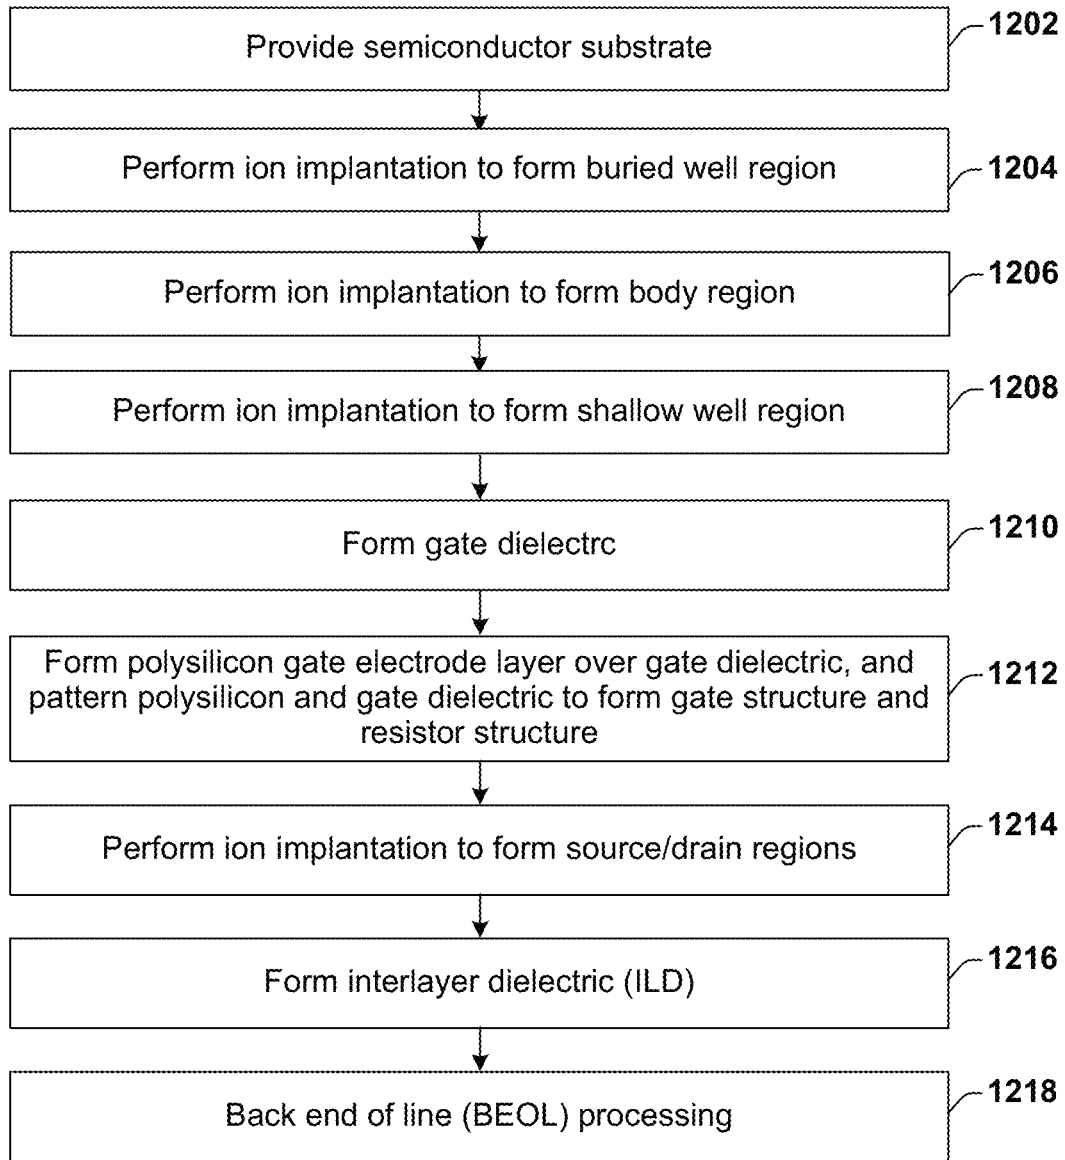 Provide semiconductor substrate
1202
Perform ion implantation to form buried well region
1204
Perform ion implantation to form body region
1206
Perform ion implantation to form shallow well region
1208
Form gate dielectrc
1210
Form polysilicon gate electrode layer over gate dielectric, and
pattern polysilicon and gate dielectric to form gate structure and
resistor structure
1212
Perform ion implantation to form source/drain regions
1214
Form interlayer dielectric (ILD)
1216
Back end of line (BEOL) processing
1218